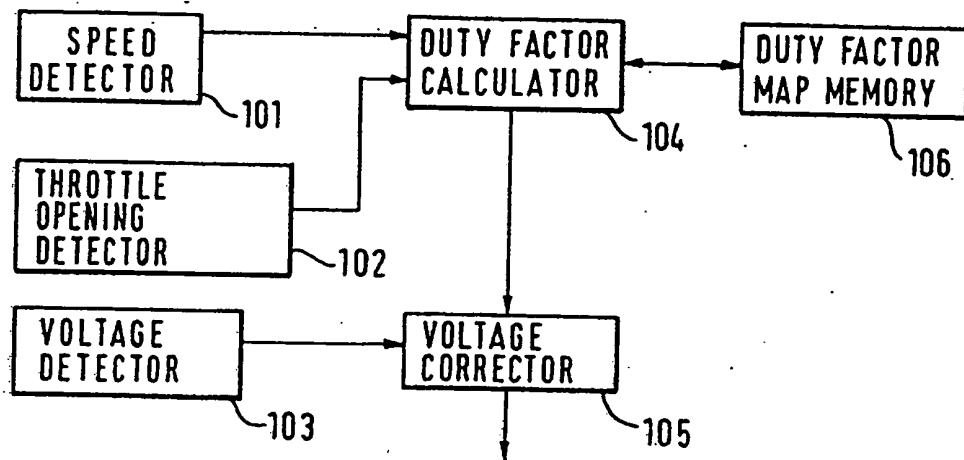 SPEED
DETECTOR
101
DUTY FACTOR
CALCULATOR
104
DUTY FACTOR
MAP MEMORY
106
THROTTLE
OPENING
DETECTOR
102
VOLTAGE
DETECTOR
103
VOLTAGE
CORRECTOR
105